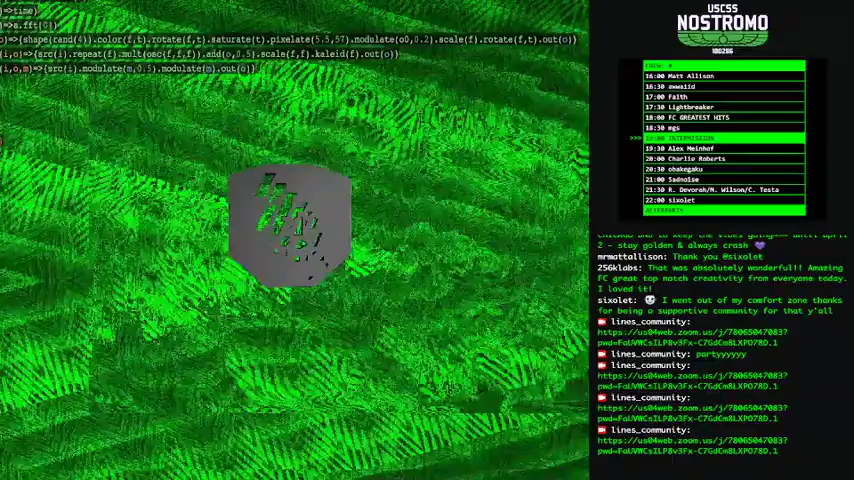 )=>time)
)=>a.fft[0])
o)=>{shape(rand(4)).color(f,t).rotate(f,t).saturate(t).pixelate(5.5,57).modulate(o0,0.2).scale(f).rotate(f,t).out(o)}
i,o)=>{src(i).repeat(f).mult(osc(f,f,f)).add(o,0.5).scale(f,f).kaleid(f).out(o)}
(i,o,m)=>{src(i).modulate(m,0.5).modulate(m).out(o)}
USCSS
NOSTROMO
180286
16:00 Matt Allison
16:30 awwaiid
17:00 Faith
17:30 Lightbreaker
18:00 FC GREATEST HITS
18:30 mgs
>>> INTERMISSION
19:30 Alex Meinhof
20:00 Charlie Roberts
20:30 obakegaku
21:00 Sadnoise
21:30 R. Devorah/M. Wilson/C. Testa
22:00 sixolet
AFTERPARTY
2 - stay golden & always crash 💜
mrmattallison: Thank you @sixolet
256klabs: That was absolutely wonderful!! Amazing
FC great top notch creativity from everyone today.
I loved it!
sixolet: I went out of my comfort zone thanks
for being a supportive community for that y'all
lines_community:
https://us04web.zoom.us/j/78065047083?
pwd=FaUVWCsILP8v3Fx-C7GdCm8LXPO78D.1
lines_community: partyyyyyy
lines_community:
https://us04web.zoom.us/j/78065047083?
pwd=FaUVWCsILP8v3Fx-C7GdCm8LXPO78D.1
lines_community:
https://us04web.zoom.us/j/78065047083?
pwd=FaUVWCsILP8v3Fx-C7GdCm8LXPO78D.1
lines_community:
https://us04web.zoom.us/j/78065047083?
pwd=FaUVWCsILP8v3Fx-C7GdCm8LXPO78D.1